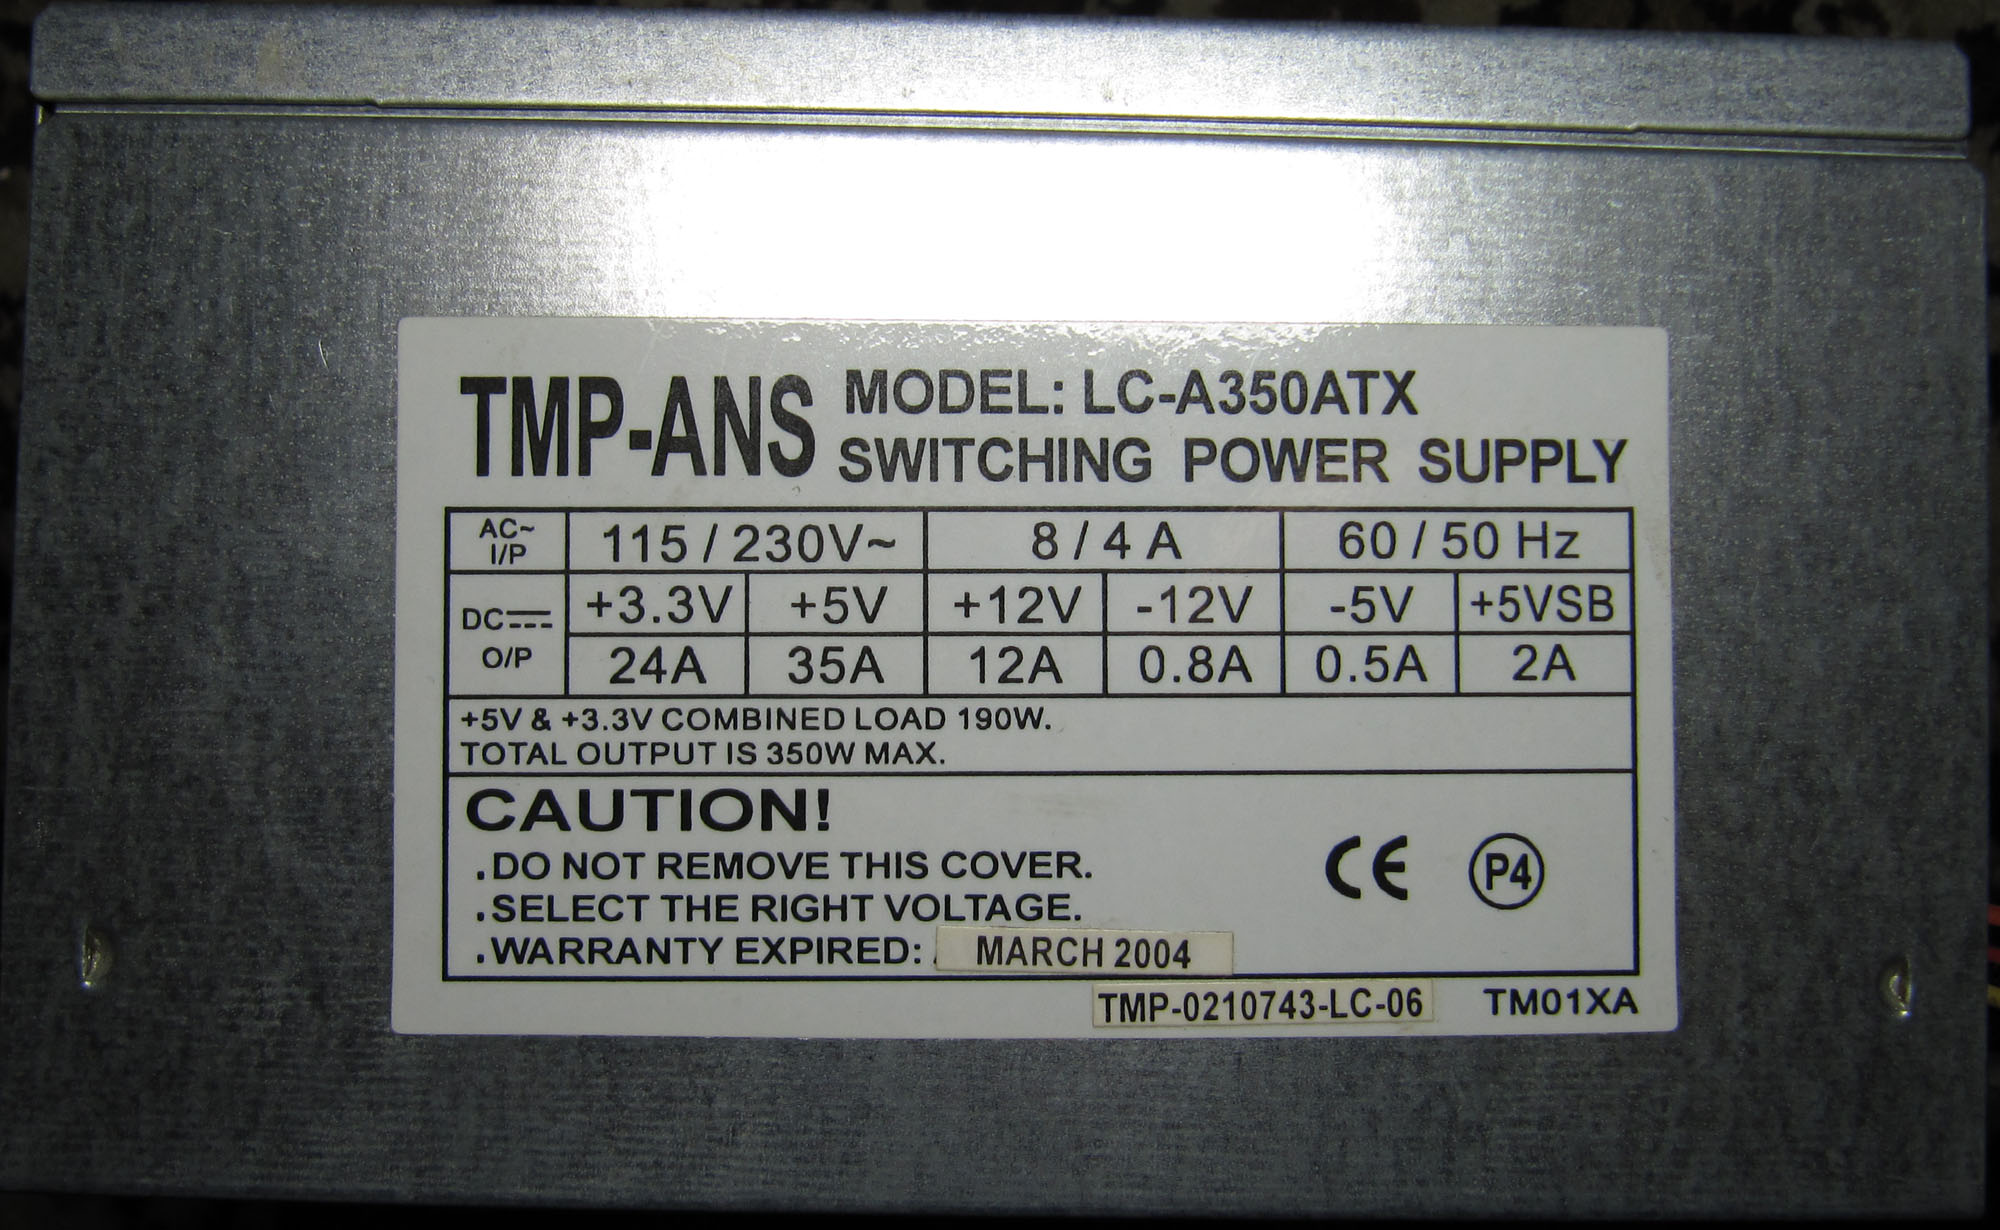 TMP-ANS MODEL: LC-A350ATX
SWITCHING POWER SUPPLY
AC~ I/P 115 / 230V~ 8 / 4 A 60 / 50 Hz
DC +3.3V +5V +12V -12V -5V +5VSB
O/P 24A 35A 12A 0.8A 0.5A 2A
+5V & +3.3V COMBINED LOAD 190W.
TOTAL OUTPUT IS 350W MAX.
CAUTION!
.DO NOT REMOVE THIS COVER.
.SELECT THE RIGHT VOLTAGE.
.WARRANTY EXPIRED: MARCH 2004
CE P4
TMP-0210743-LC-06 TM01XA